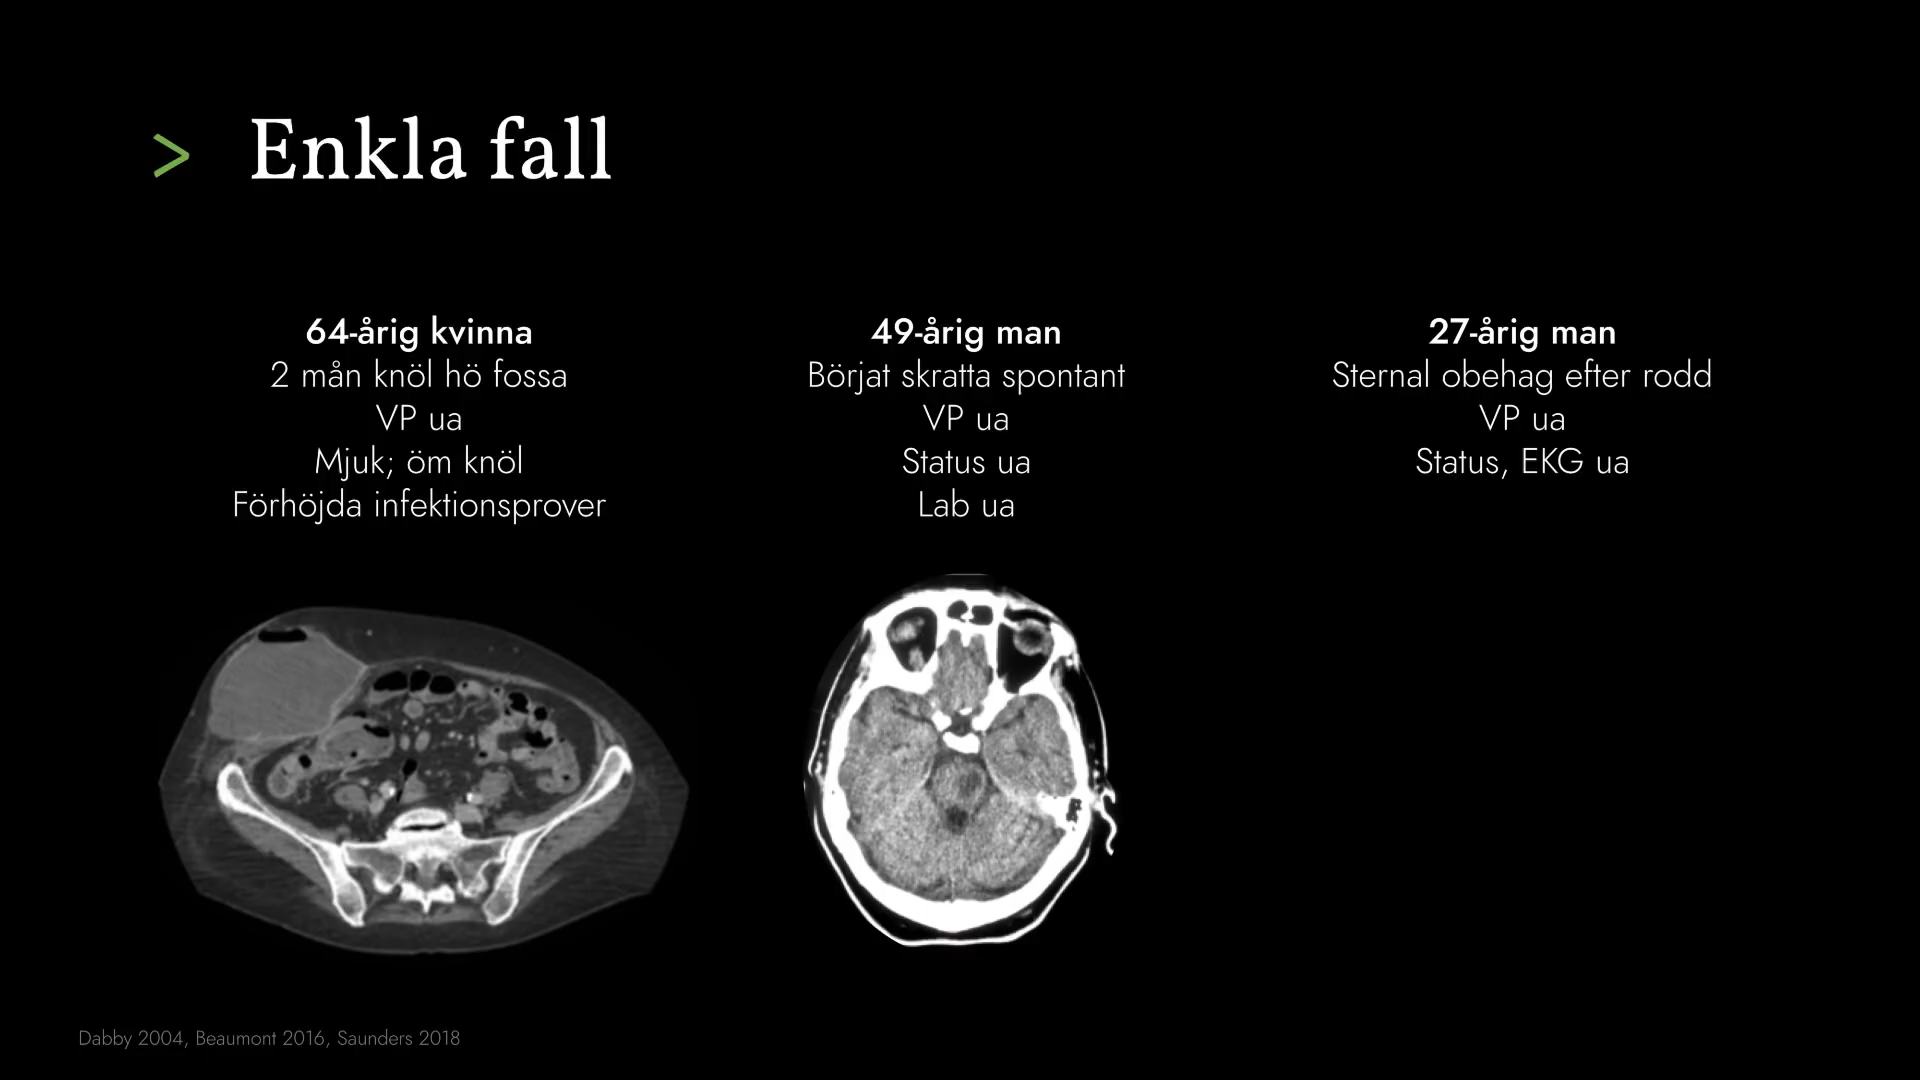 > Enkla fall
64-årig kvinna
2 mån knöl hö fossa
VP ua
Mjuk; öm knöl
Förhöjda infektionsprover
49-årig man
Börjat skratta spontant
VP ua
Status ua
Lab ua
27-årig man
Sternal obehag efter rodd
VP ua
Status, EKG ua
Dabby 2004, Beaumont 2016, Saunders 2018